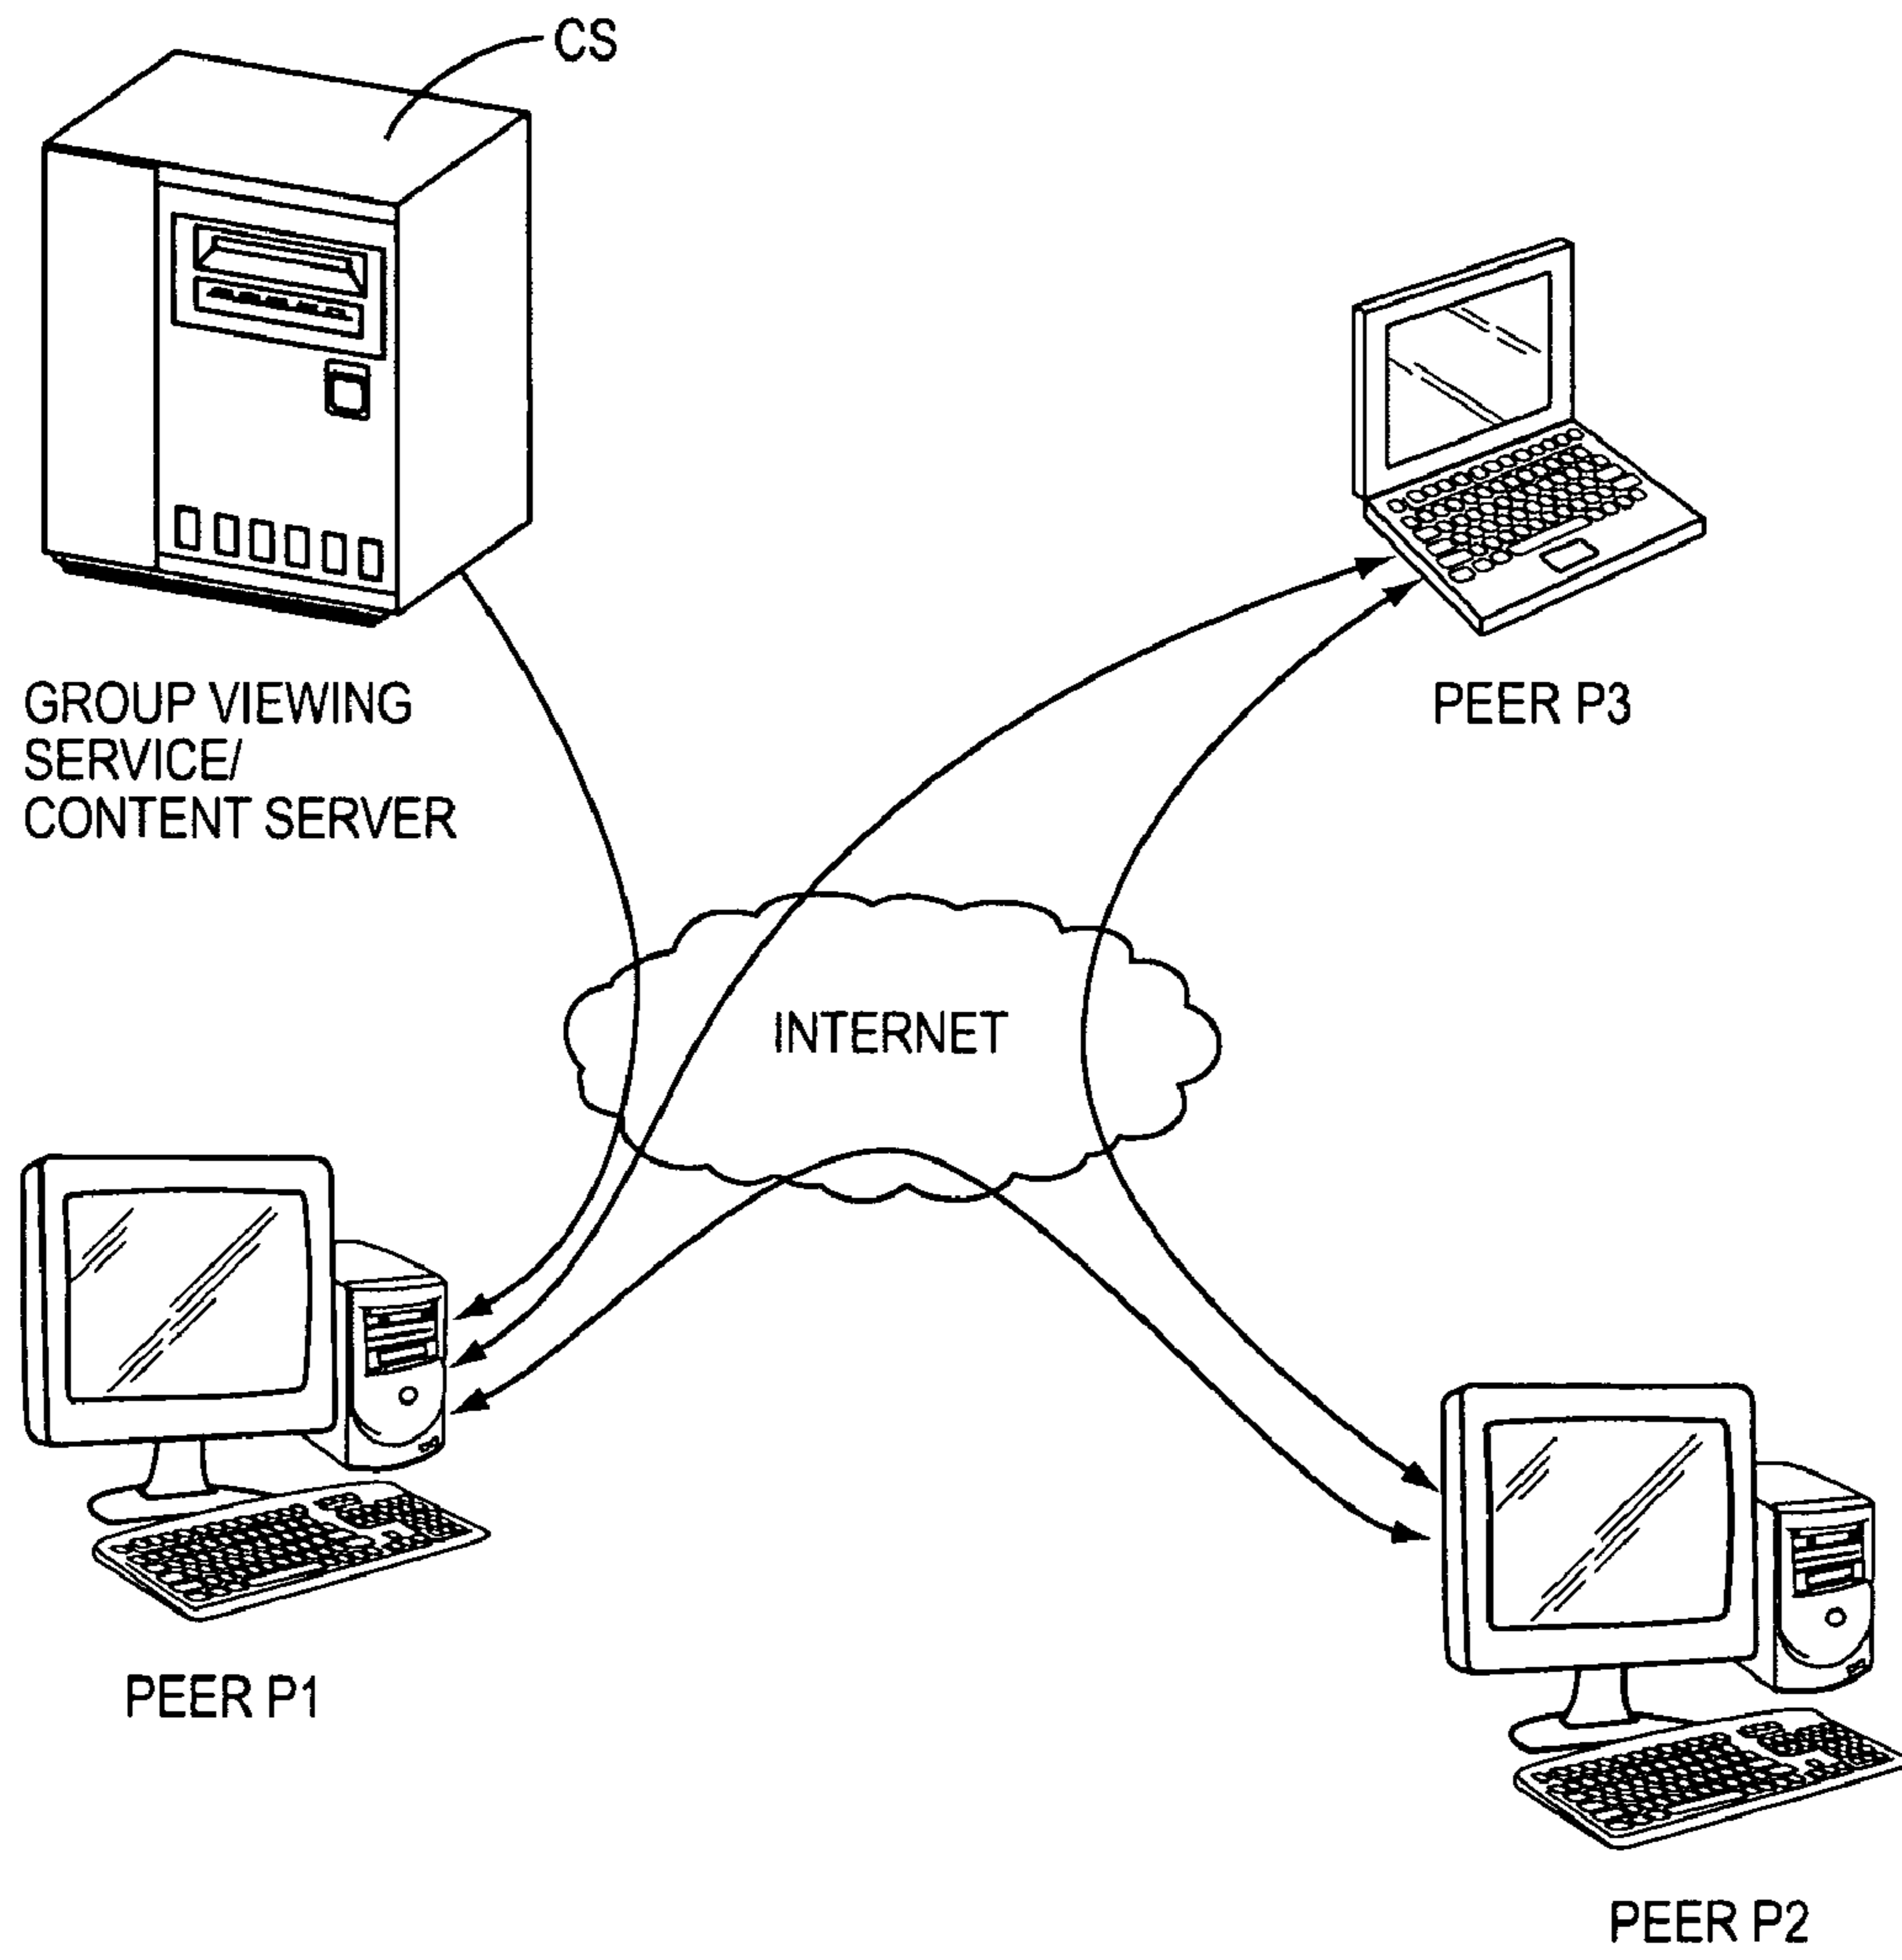 CS
GROUP VIEWING
SERVICE/
CONTENT SERVER
PEER P3
INTERNET
PEER P1
PEER P2